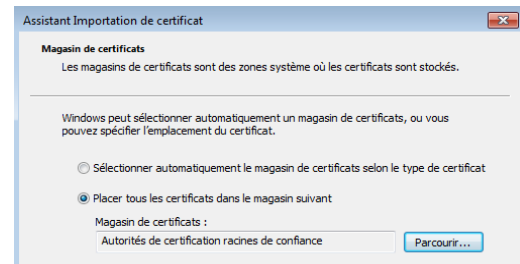 Assistant Importation de certificat
Magasin de certificats
Les magasins de certificats sont des zones système où les certificats sont stockés.
Windows peut sélectionner automatiquement un magasin de certificats, ou vous
pouvez spécifier l'emplacement du certificat.
Sélectionner automatiquement le magasin de certificats selon le type de certificat
Placer tous les certificats dans le magasin suivant
Magasin de certificats :
Autorités de certification racines de confiance
Parcourir...